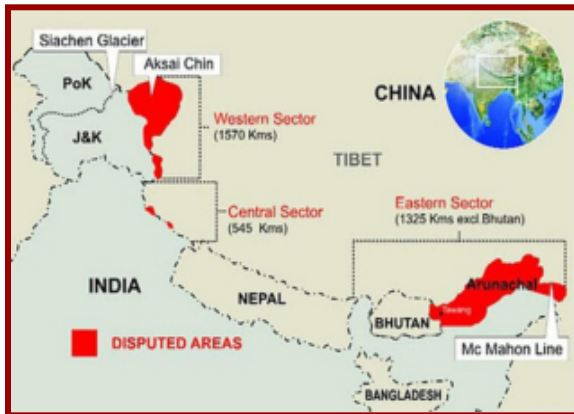 Siachen Glacier
Aksai Chin
PoK
J&K
CHINA
Western Sector
(1570 Kms)
TIBET
Central Sector
(545 Kms)
Eastern Sector
(1325 Kms excl Bhutan)
INDIA
NEPAL
Arunachal
Tawang
BHUTAN
Mc Mahon Line
DISPUTED AREAS
BANGLADESH